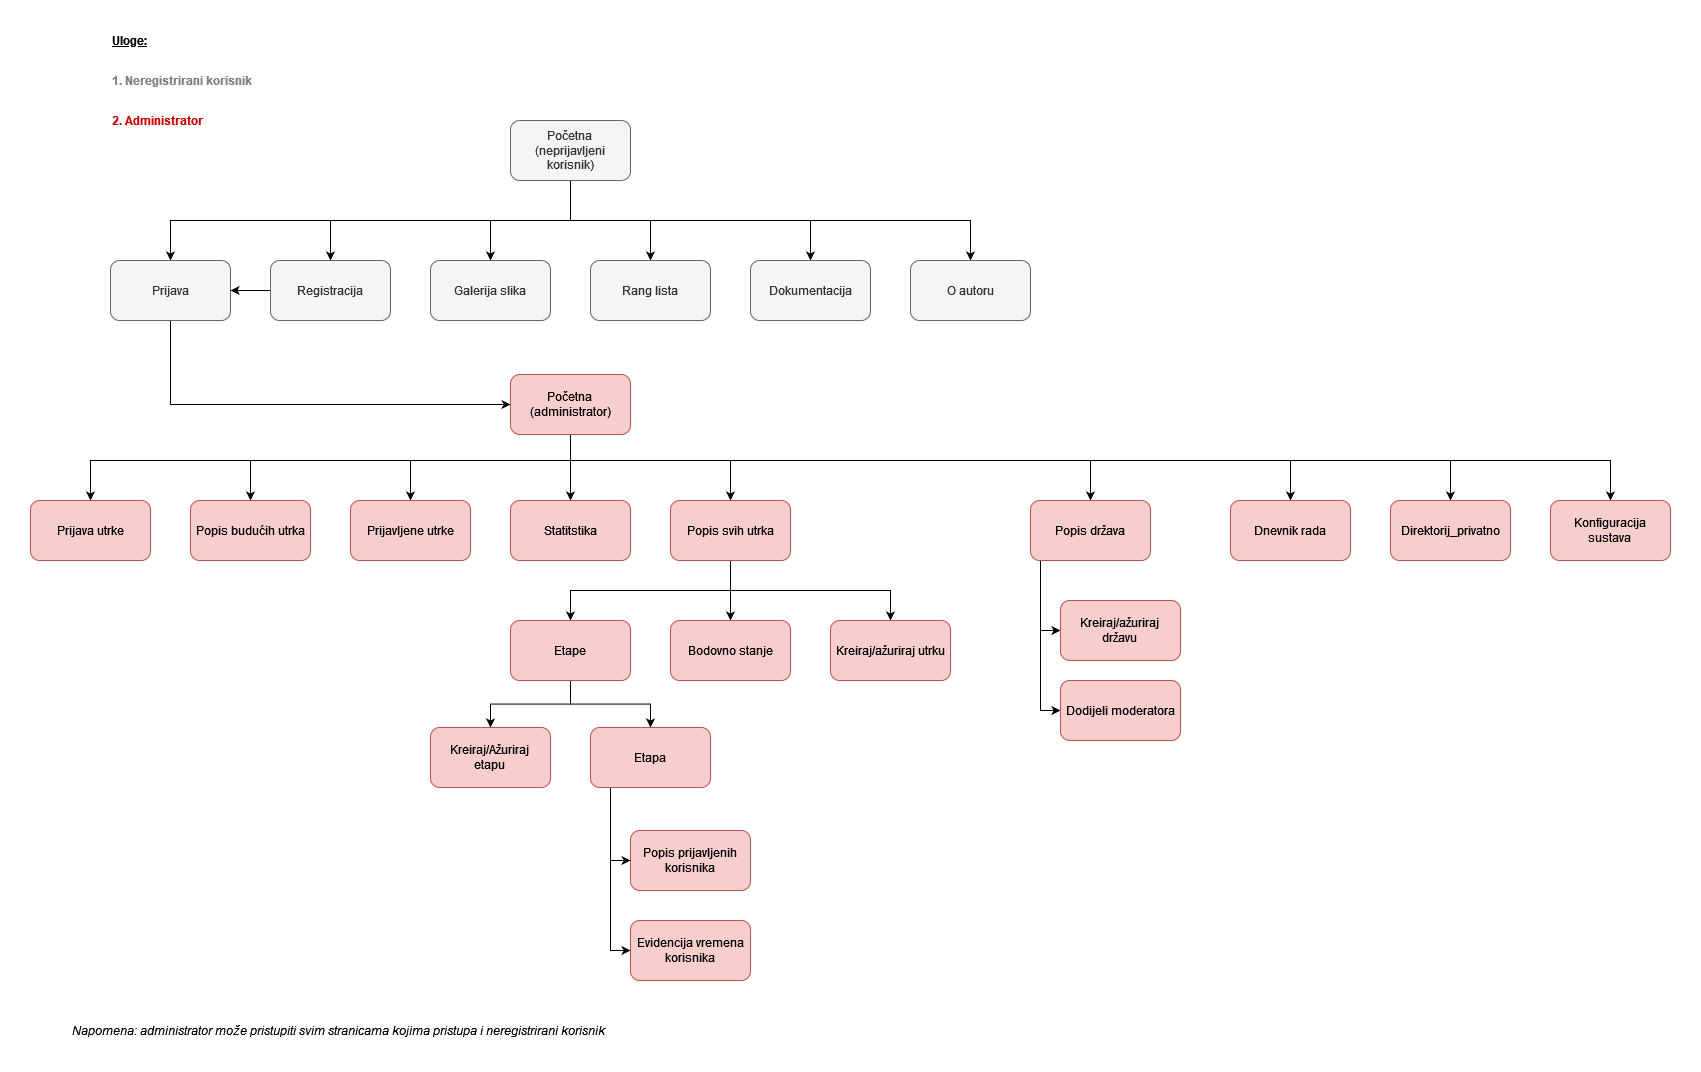 Uloge:
1. Neregistrirani korisnik
2. Administrator
Početna
(neprijavljeni
korisnik)
Prijava
Registracija
Galerija slika
Rang lista
Dokumentacija
O autoru
Početna
(administrator)
Prijava utrke
Popis budućih utrka
Prijavljene utrke
Statitstika
Popis svih utrka
Popis država
Dnevnik rada
Direktorij_privatno
Konfiguracija
sustava
Kreiraj/ažuriraj
državu
Etape
Bodovno stanje
Kreiraj/ažuriraj utrku
Dodijeli moderatora
Kreiraj/Ažuriraj
etapu
Etapa
Popis prijavljenih
korisnika
Evidencija vremena
korisnika
Napomena: administrator može pristupiti svim stranicama kojima pristupa i neregistrirani korisnik